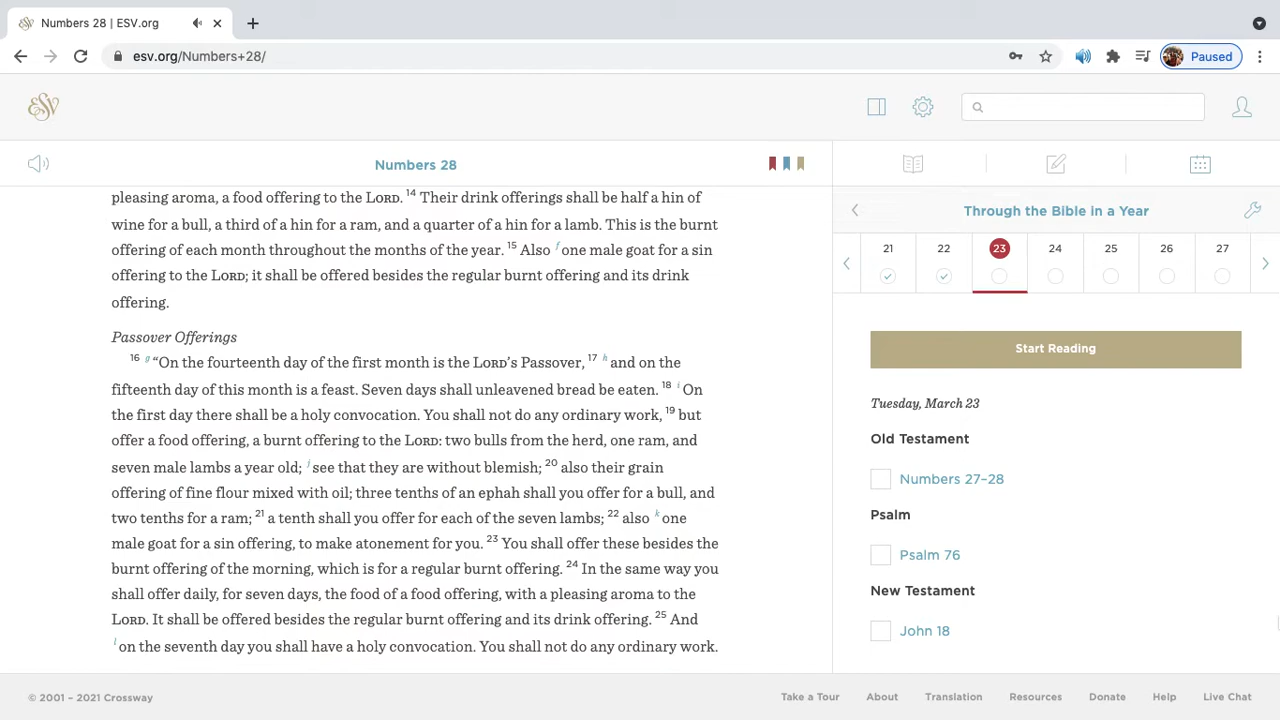 Numbers 28 | ESV.org
esv.org/Numbers+28/
Paused
ESV
Numbers 28
pleasing aroma, a food offering to the LORD. 14 Their drink offerings shall be half a hin of
wine for a bull, a third of a hin for a ram, and a quarter of a hin for a lamb. This is the burnt
offering of each month throughout the months of the year. 15 Also f one male goat for a sin
offering to the LORD; it shall be offered besides the regular burnt offering and its drink
offering.
Passover Offerings
16 g “On the fourteenth day of the first month is the LORD’s Passover, 17 h and on the
fifteenth day of this month is a feast. Seven days shall unleavened bread be eaten. 18 i On
the first day there shall be a holy convocation. You shall not do any ordinary work, 19 but
offer a food offering, a burnt offering to the LORD: two bulls from the herd, one ram, and
seven male lambs a year old; j see that they are without blemish; 20 also their grain
offering of fine flour mixed with oil; three tenths of an ephah shall you offer for a bull, and
two tenths for a ram; 21 a tenth shall you offer for each of the seven lambs; 22 also k one
male goat for a sin offering, to make atonement for you. 23 You shall offer these besides the
burnt offering of the morning, which is for a regular burnt offering. 24 In the same way you
shall offer daily, for seven days, the food of a food offering, with a pleasing aroma to the
LORD. It shall be offered besides the regular burnt offering and its drink offering. 25 And
l on the seventh day you shall have a holy convocation. You shall not do any ordinary work.
Through the Bible in a Year
21 22 23 24 25 26 27
Start Reading
Tuesday, March 23
Old Testament
Numbers 27–28
Psalm
Psalm 76
New Testament
John 18
© 2001 – 2021 Crossway
Take a Tour About Translation Resources Donate Help Live Chat